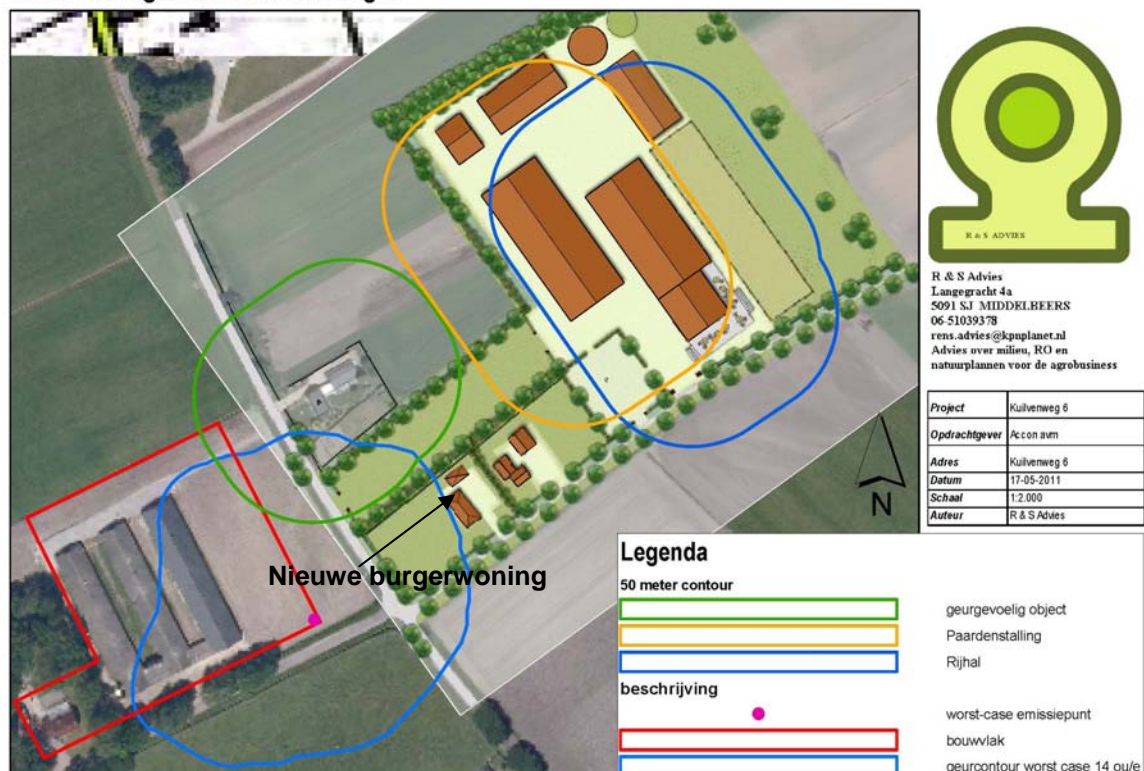 Nieuwe burgerwoning
N
R & S ADVIES
R & S Advies
Langegracht 4a
5091 SJ MIDDELBEERS
06-51039378
rens.advies@kpnplanet.nl
Advies over milieu, RO en
natuurplannen voor de agrobusiness
Project Kuilvenweg 6
Opdrachtgever Accon avm
Adres Kuilvenweg 6
Datum 17-05-2011
Schaal 1:2.000
Auteur R & S Advies
Legenda
50 meter contour
geurgevoelig object
Paardenstalling
Rijhal
beschrijving
worst-case emissiepunt
bouwvlak
geurcontour worst case 14 ou/e